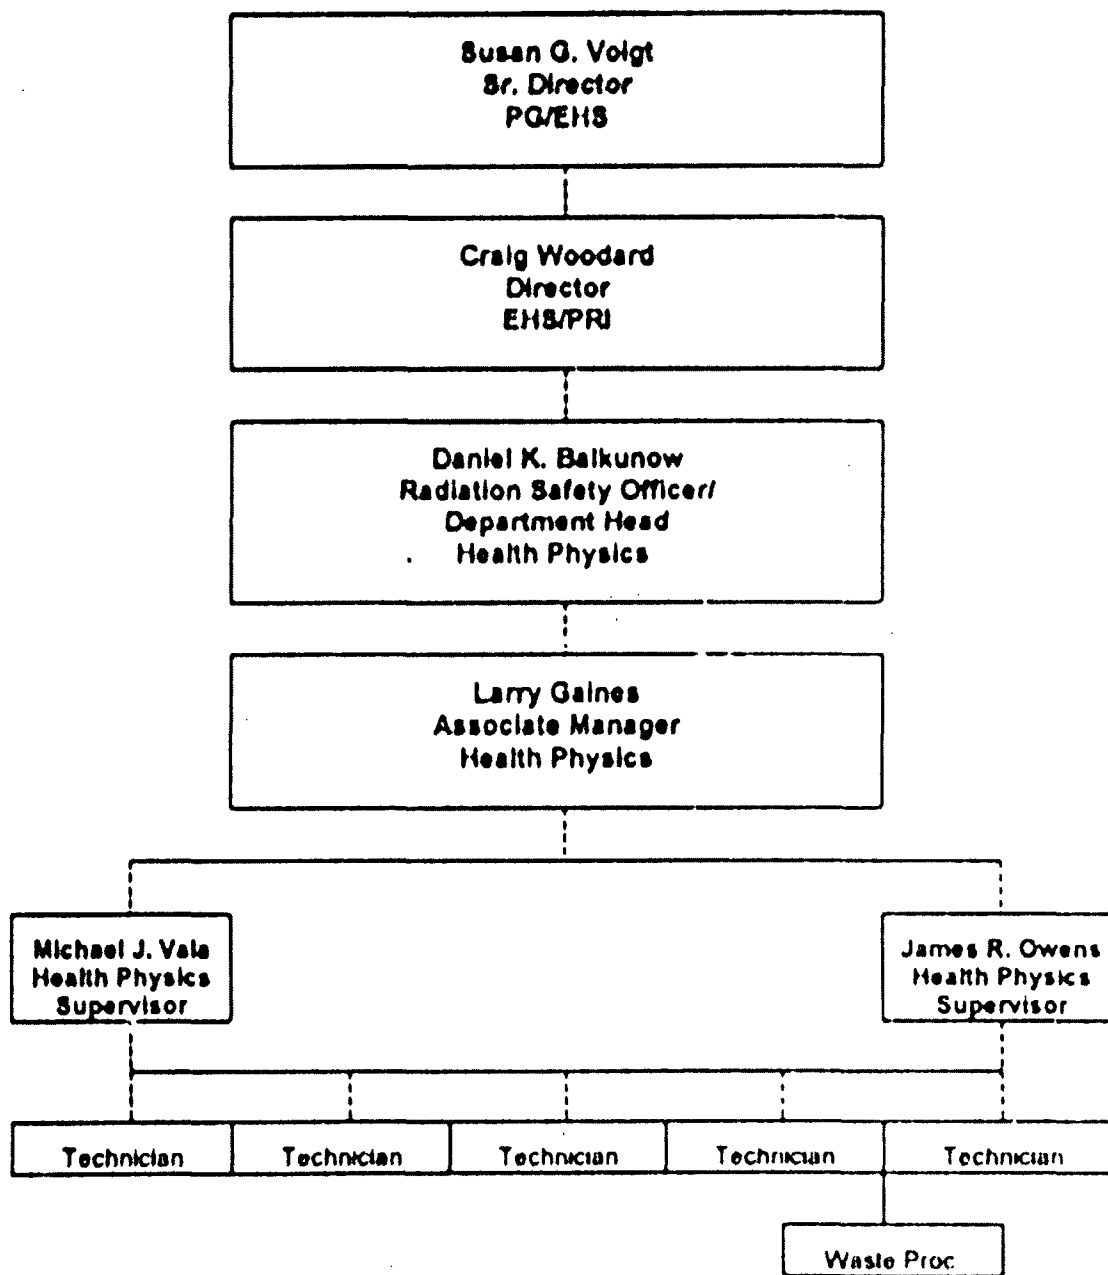 Susan G. Voigt
Sr. Director
PG/EHS
Craig Woodard
Director
EHS/PRI
Daniel K. Balkunow
Radiation Safety Officer/
Department Head
Health Physics
Larry Gaines
Associate Manager
Health Physics
Michael J. Vala
Health Physics
Supervisor
James R. Owens
Health Physics
Supervisor
Technician
Technician
Technician
Technician
Technician
Waste Proc